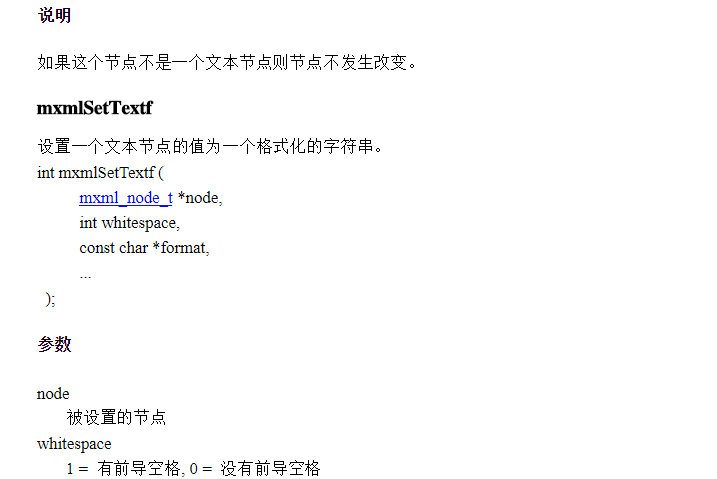 说明
如果这个节点不是一个文本节点则节点不发生改变。
mxmlSetTextf
设置一个文本节点的值为一个格式化的字符串。
int mxmlSetTextf (
mxml_node_t *node,
int whitespace,
const char *format,
...
);
参数
node
被设置的节点
whitespace
1 = 有前导空格, 0 = 没有前导空格